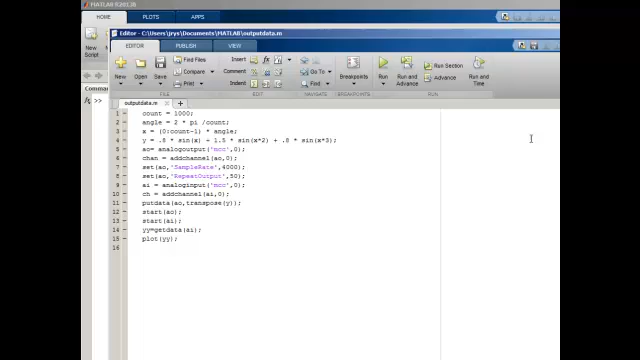 MATLAB R2013B
HOME PLOTS APPS
New Script
Editor - C:\Users\jrys\Documents\MATLAB\outputdata.m
EDITOR PUBLISH VIEW
New Open Save Find Files Compare Print Insert Comment Indent fx Go To Find Breakpoints Run Run and Advance Run Section Advance Run and Time
FILE EDIT NAVIGATE BREAKPOINTS RUN
Comma
fx >>
outputdata.m × +
1 – count = 1000;
2 – angle = 2 * pi /count;
3 – x = (0:count-1) * angle;
4 – y = .8 * sin(x) + 1.5 * sin(x*2) + .8 * sin(x*3);
5 – ao= analogoutput('mcc',0);
6 – chan = addchannel(ao,0);
7 – set(ao,'SampleRate',4000);
8 – set(ao,'RepeatOutput',50);
9 – ai = analoginput('mcc',0);
10 – ch = addchannel(ai,0);
11 – putdata(ao,transpose(y));
12 – start(ao);
13 – start(ai);
14 – yy=getdata(ai);
15 – plot(yy);
16